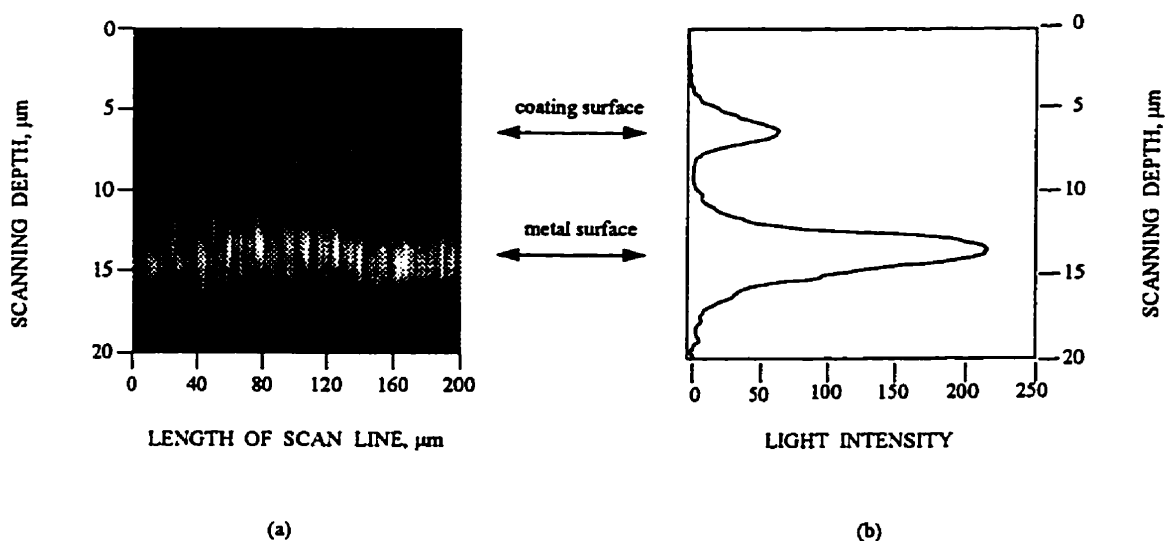 SCANNING DEPTH, µm
0
5
10
15
20
0 40 80 120 160 200
LENGTH OF SCAN LINE, µm
(a)
coating surface
metal surface
0
5
10
15
20
SCANNING DEPTH, µm
0 50 100 150 200 250
LIGHT INTENSITY
(b)